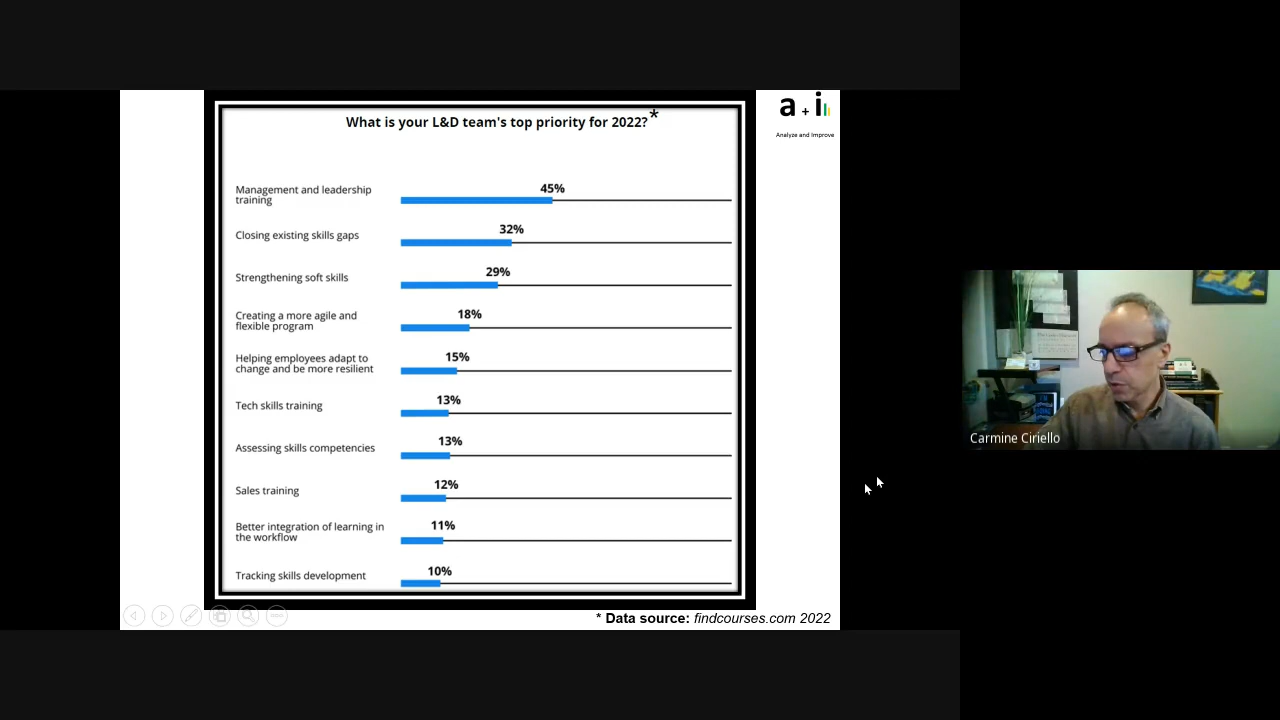 What is your L&D team's top priority for 2022?*
a + i
Analyze and Improve
45%
Management and leadership
training
32%
Closing existing skills gaps
29%
Strengthening soft skills
18%
Creating a more agile and
flexible program
15%
Helping employees adapt to
change and be more resilient
13%
Tech skills training
13%
Assessing skills competencies
12%
Sales training
11%
Better integration of learning in
the workflow
10%
Tracking skills development
* Data source: findcourses.com 2022
Carmine Ciriello